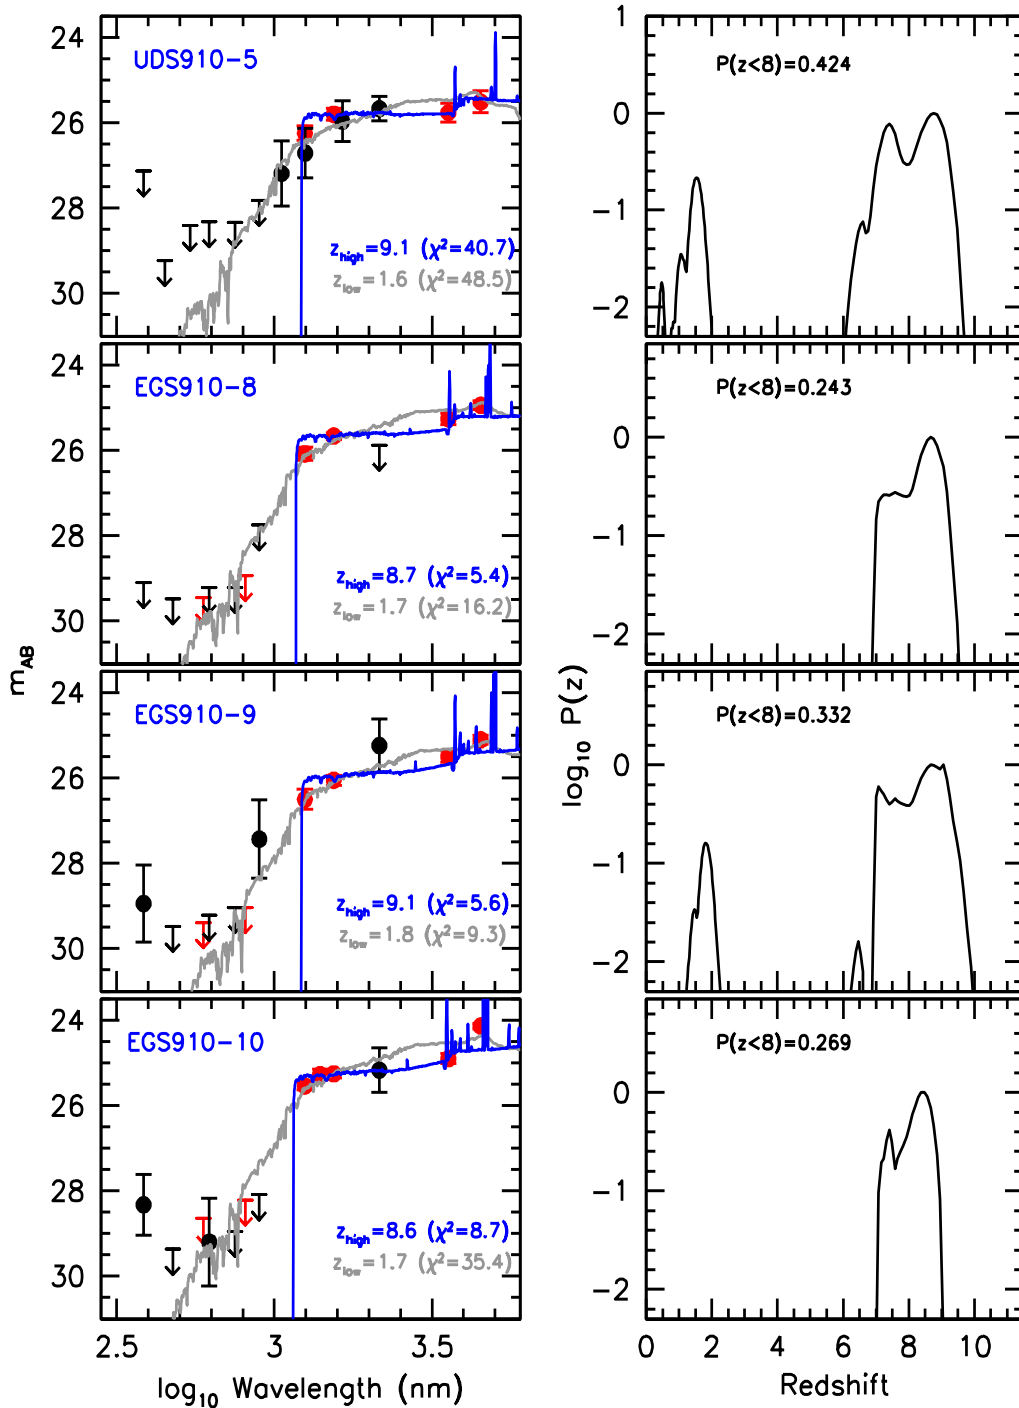 24
26
28
30
UDS910-5
z_high=9.1 (χ²=40.7)
z_low=1.6 (χ²=48.5)
1
0
−1
−2
P(z<8)=0.424
24
26
28
30
EGS910-8
z_high=8.7 (χ²=5.4)
z_low=1.7 (χ²=16.2)
0
−1
−2
P(z<8)=0.243
m_AB
log₁₀ P(z)
24
26
28
30
EGS910-9
z_high=9.1 (χ²=5.6)
z_low=1.8 (χ²=9.3)
0
−1
−2
P(z<8)=0.332
24
26
28
30
EGS910-10
z_high=8.6 (χ²=8.7)
z_low=1.7 (χ²=35.4)
0
−1
−2
P(z<8)=0.269
2.5 3 3.5
log₁₀ Wavelength (nm)
0 2 4 6 8 10
Redshift